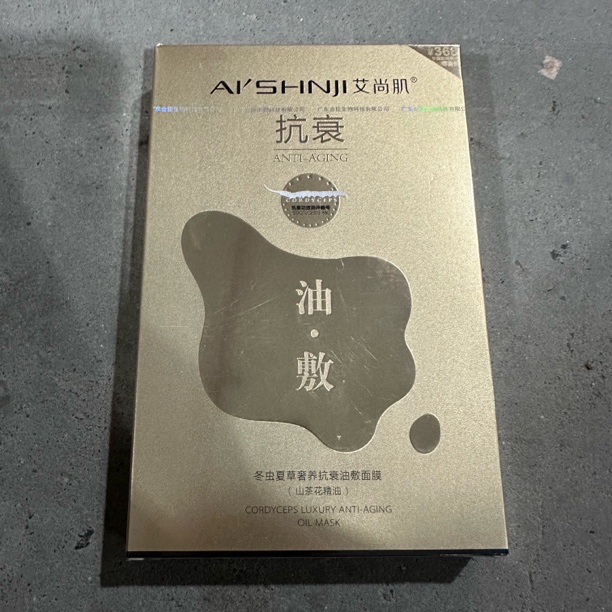 AI'SHNJI艾尚肌®
抗衰
ANTI-AGING
油·敷
冬虫夏草奢养抗衰油敷面膜
（山茶花精油）
CORDYCEPS LUXURY ANTI-AGING
OIL MASK